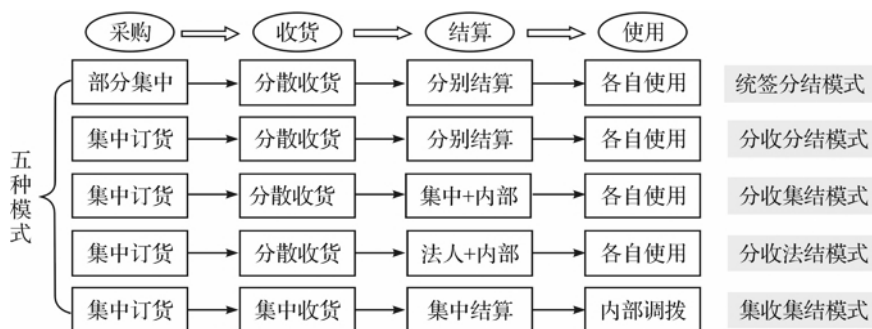 采购 收货 结算 使用
部分集中 分散收货 分别结算 各自使用 统签分结模式
集中订货 分散收货 分别结算 各自使用 分收分结模式
五种模式
集中订货 分散收货 集中+内部 各自使用 分收集结模式
集中订货 分散收货 法人+内部 各自使用 分收法结模式
集中订货 集中收货 集中结算 内部调拨 集收集结模式